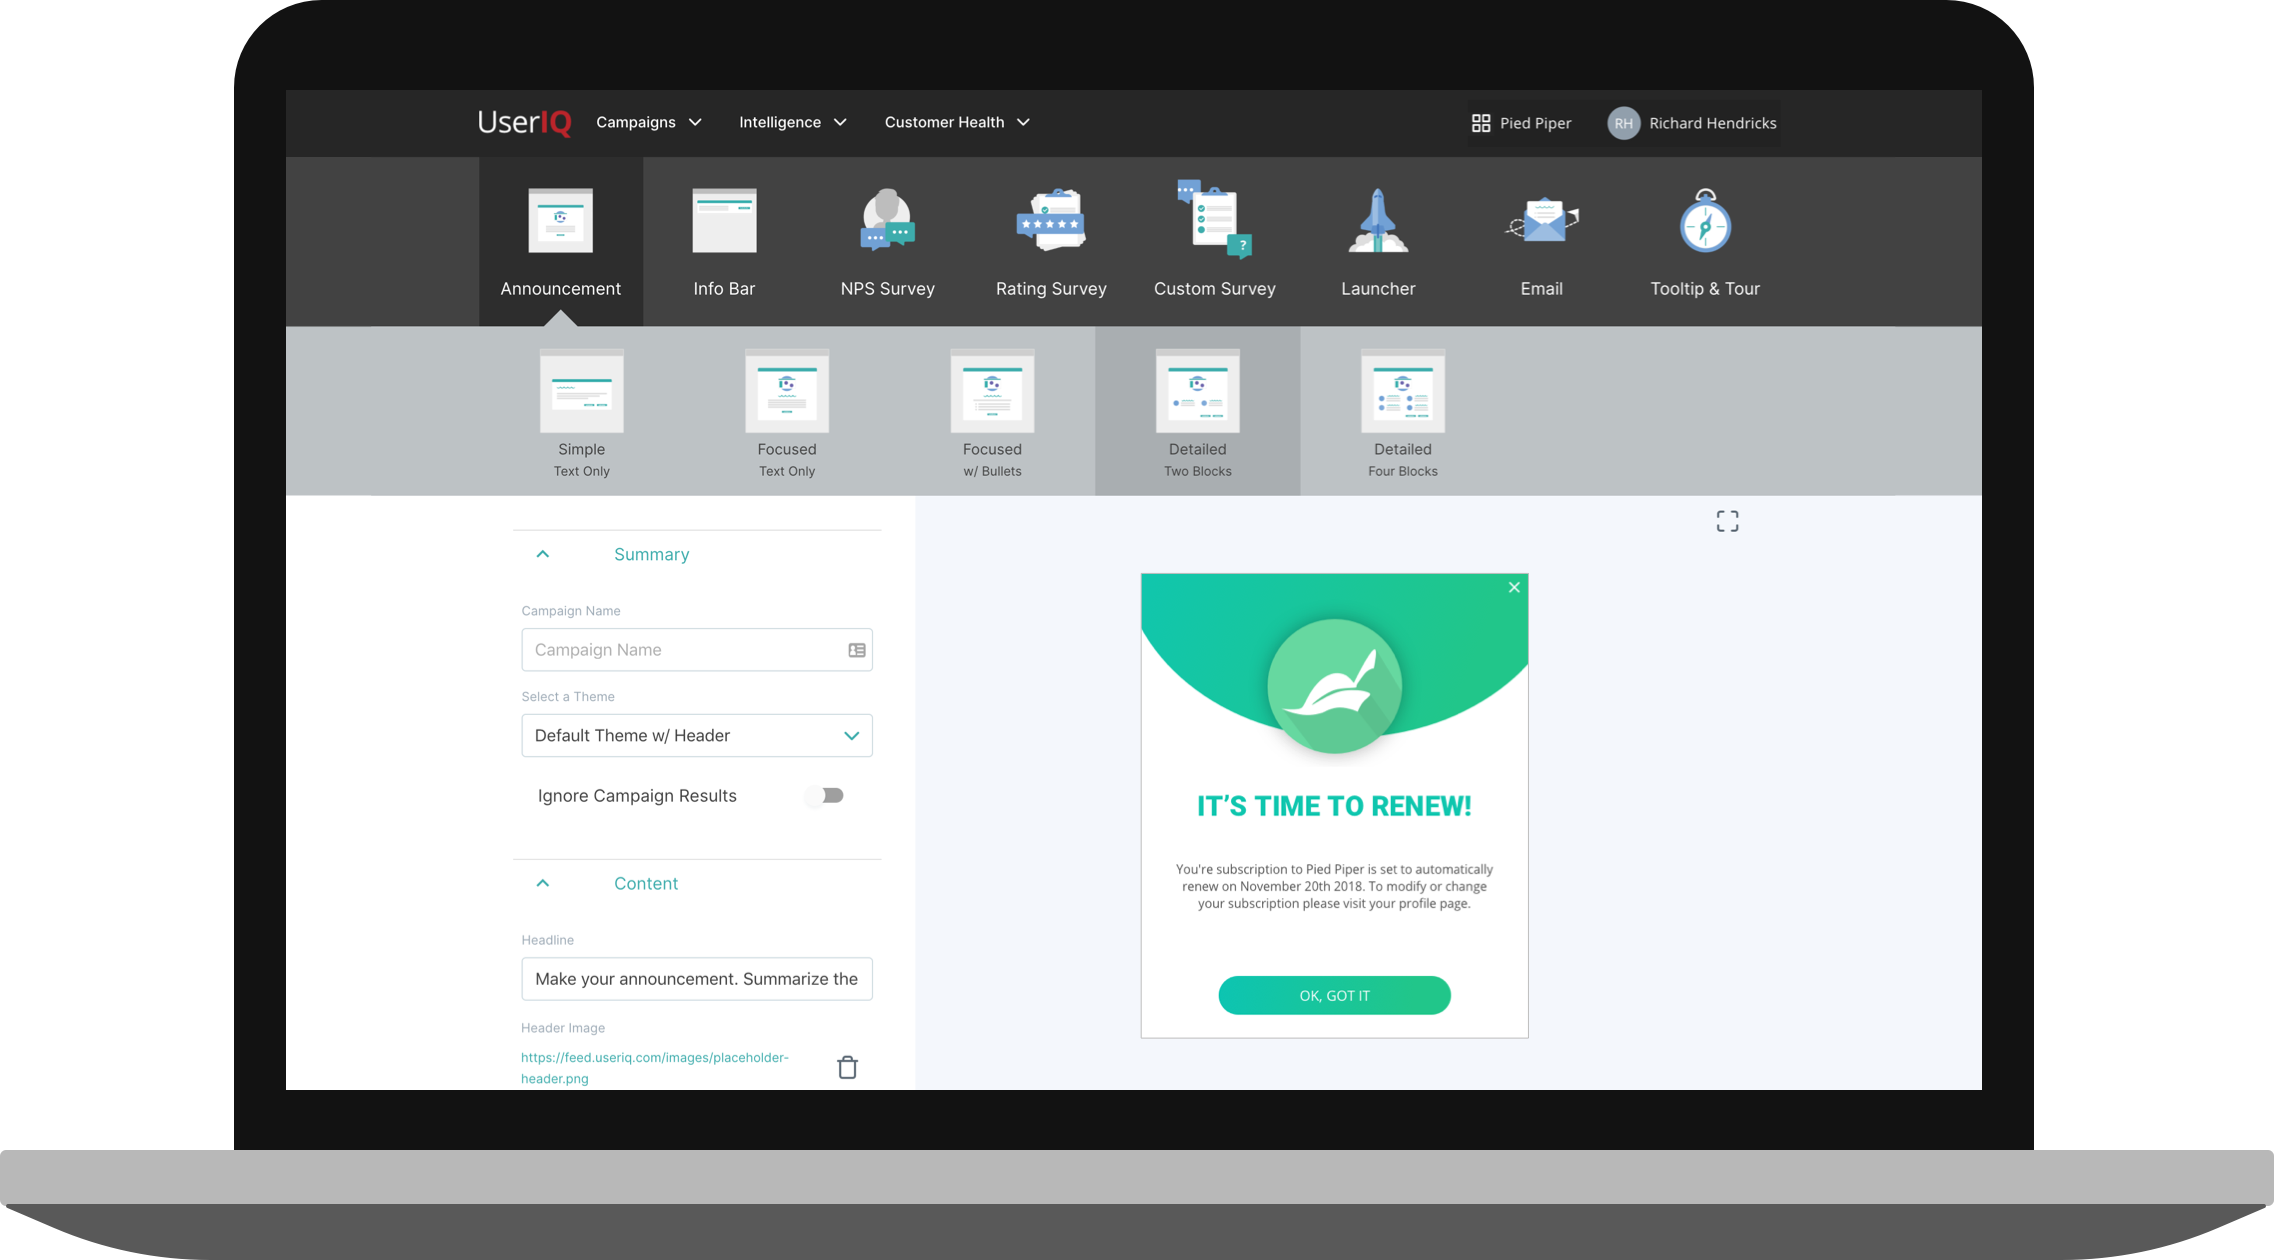 UserIQ Campaigns Intelligence Customer Health Pied Piper RH Richard Hendricks
Announcement Info Bar NPS Survey Rating Survey Custom Survey Launcher Email Tooltip & Tour
Simple Focused Focused Detailed Detailed
Text Only Text Only w/ Bullets Two Blocks Four Blocks
Summary
Campaign Name
Campaign Name
Select a Theme
Default Theme w/ Header
Ignore Campaign Results
Content
Headline
Make your announcement. Summarize the
Header Image
https://feed.useriq.com/images/placeholder-
header.png
IT’S TIME TO RENEW!
You're subscription to Pied Piper is set to automatically
renew on November 20th 2018. To modify or change
your subscription please visit your profile page.
OK, GOT IT